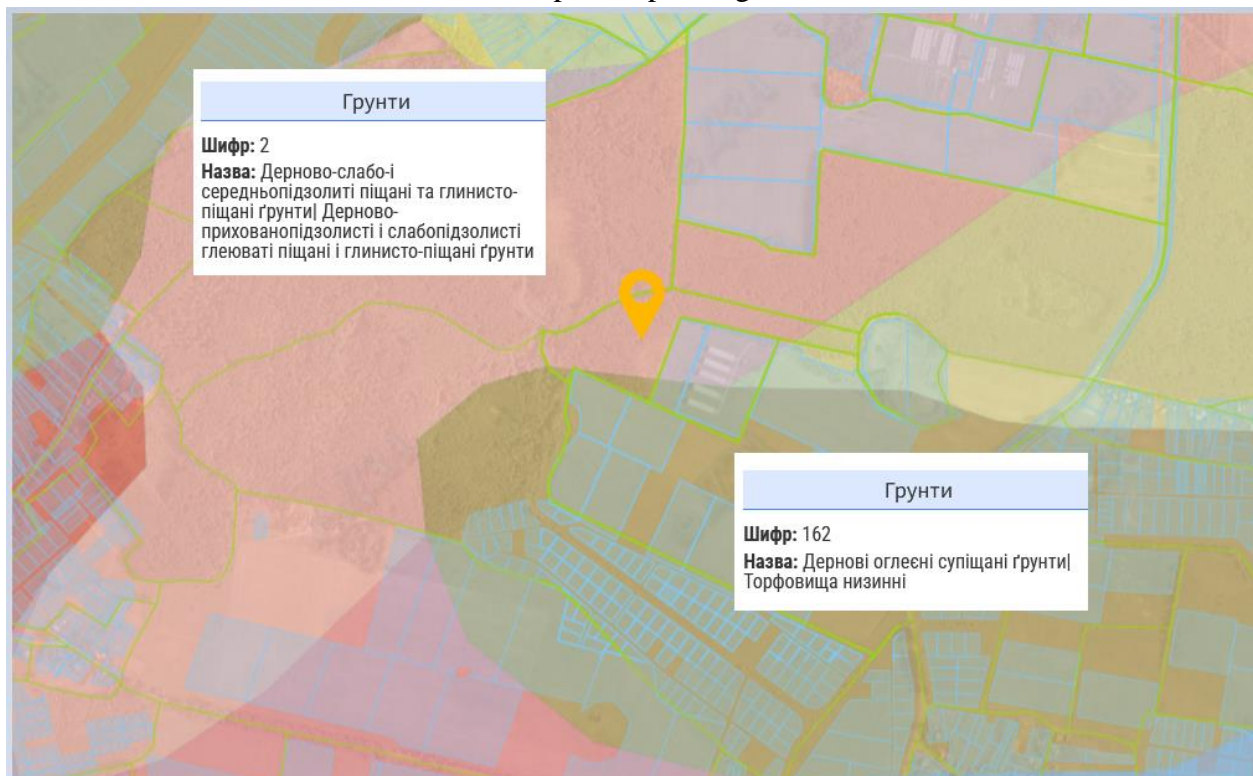 Грунти
Шифр: 2
Назва: Дерново-слабо-і
середньопідзолиті піщані та глинисто-
піщані ґрунти| Дерново-
прихованопідзолисті і слабопідзолисті
глеюваті піщані і глинисто-піщані ґрунти
Грунти
Шифр: 162
Назва: Дернові оглеєні супіщані ґрунти|
Торфовища низинні